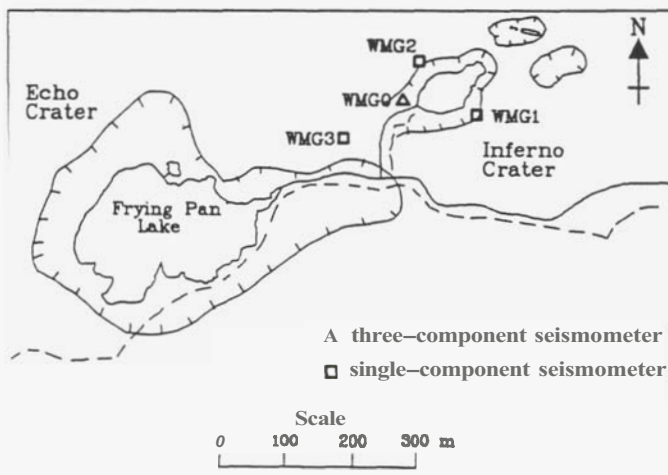 N
WMG2
Echo
Crater
WMG0
WMG1
WMG3
Inferno
Crater
Frying Pan
Lake
A three-component seismometer
single-component seismometer
Scale
0 100 200 300 m